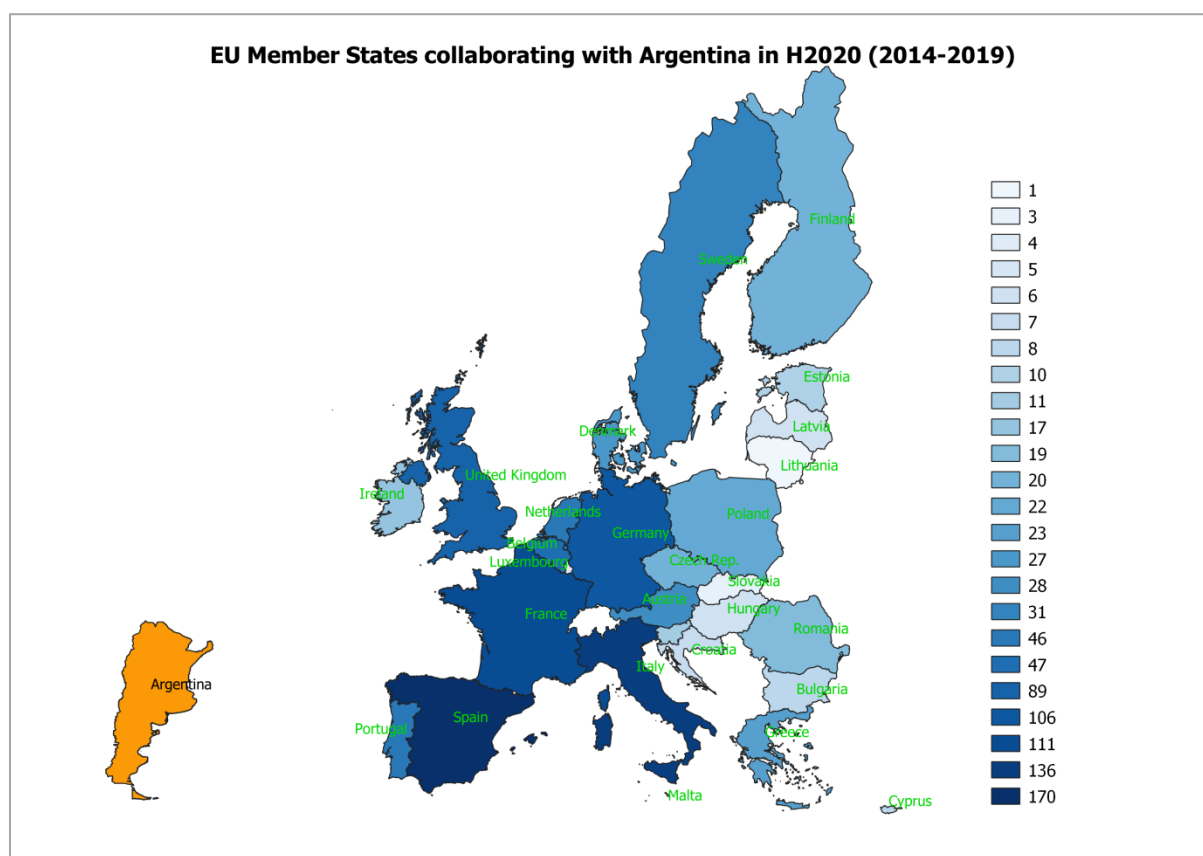 EU Member States collaborating with Argentina in H2020 (2014-2019)
Finland
Sweden
Estonia
Latvia
Lithuania
Denmark
United Kingdom
Ireland
Netherlands
Poland
Germany
Belgium
Luxembourg
Czech Rep.
Slovakia
Austria
Hungary
France
Romania
Croatia
Italy
Bulgaria
Spain
Portugal
Greece
Malta
Cyprus
Argentina
1
3
4
5
6
7
8
10
11
17
19
20
22
23
27
28
31
46
47
89
106
111
136
170